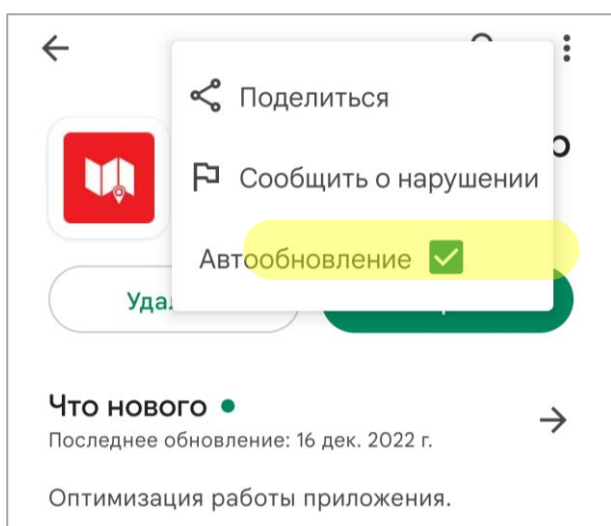 Поделиться
Сообщить о нарушении
Автообновление
Что нового
Последнее обновление: 16 дек. 2022 г.
Оптимизация работы приложения.